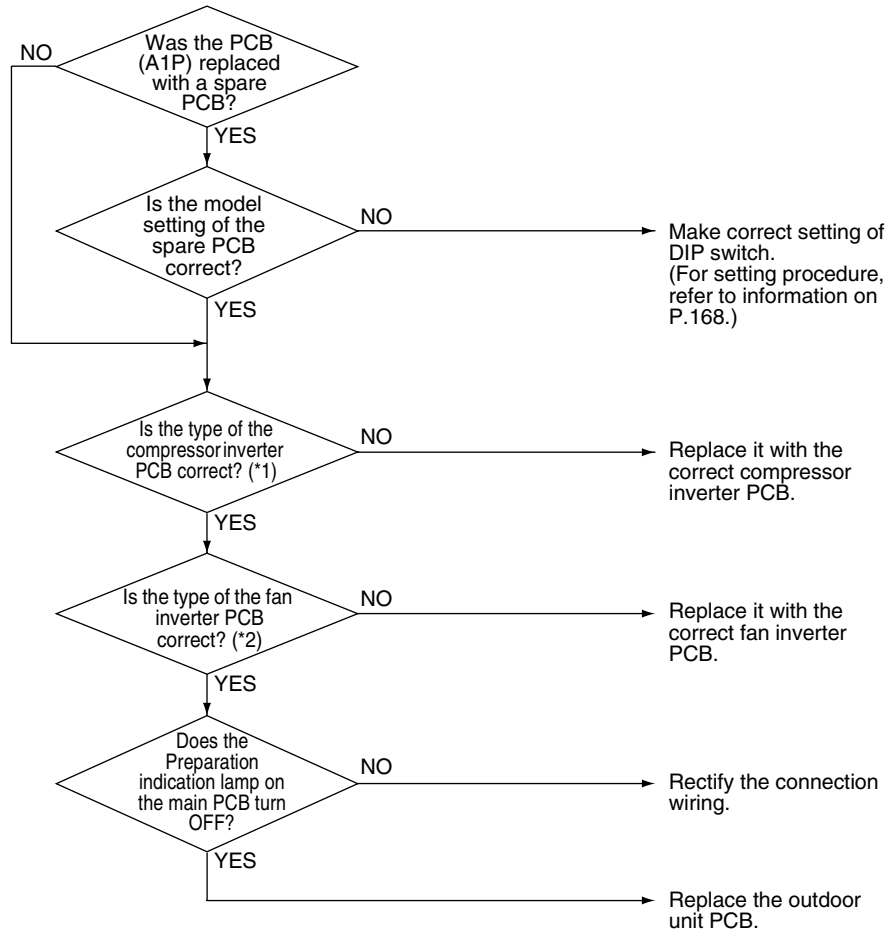 Was the PCB
(A1P) replaced
with a spare
PCB?
NO
YES
Is the model
setting of the
spare PCB
correct?
NO
Make correct setting of
DIP switch.
(For setting procedure,
refer to information on
P.168.)
YES
Is the type of the
compressor inverter
PCB correct? (*1)
NO
Replace it with the
correct compressor
inverter PCB.
YES
Is the type of the fan
inverter PCB
correct? (*2)
NO
Replace it with the
correct fan inverter
PCB.
YES
Does the
Preparation
indication lamp on
the main PCB turn
OFF?
NO
Rectify the connection
wiring.
YES
Replace the outdoor
unit PCB.